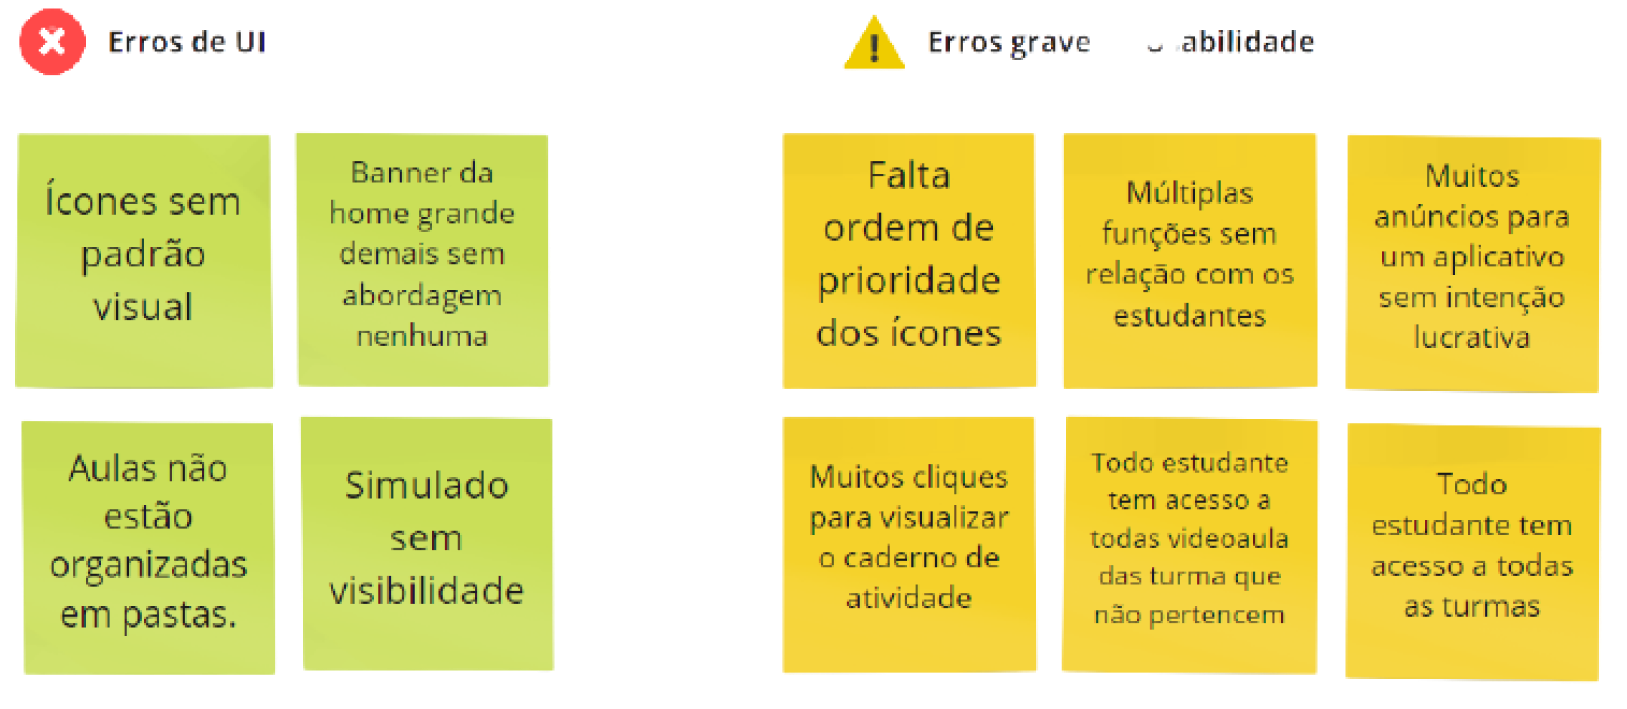 Erros de UI
Ícones sem
padrão
visual
Banner da
home grande
demais sem
abordagem
nenhuma
Aulas não
estão
organizadas
em pastas.
Simulado
sem
visibilidade
Erros grave abilidade
Falta
ordem de
prioridade
dos ícones
Múltiplas
funções sem
relação com os
estudantes
Muitos
anúncios para
um aplicativo
sem intenção
lucrativa
Muitos cliques
para visualizar
o caderno de
atividade
Todo estudante
tem acesso a
todas videoaula
das turma que
não pertencem
Todo
estudante tem
acesso a todas
as turmas